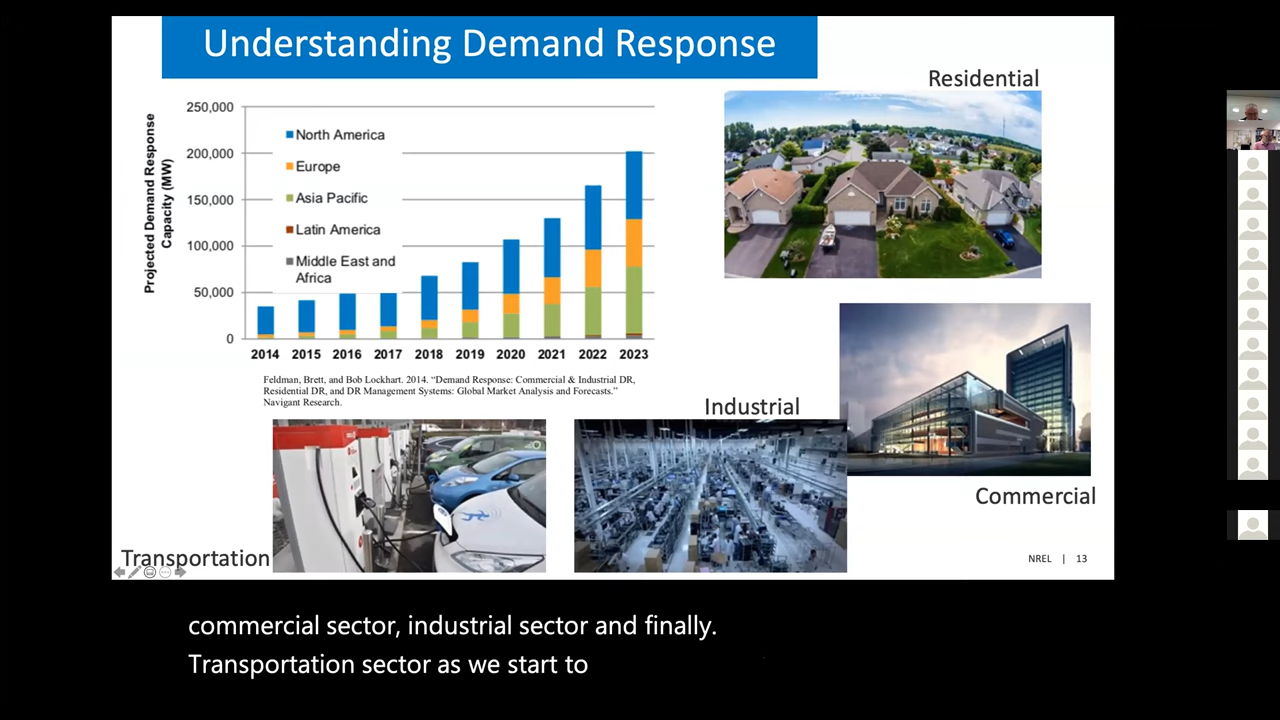 Understanding Demand Response
Residential
Projected Demand Response
Capacity (MW)
250,000
200,000
150,000
100,000
50,000
0
North America
Europe
Asia Pacific
Latin America
Middle East and
Africa
2014 2015 2016 2017 2018 2019 2020 2021 2022 2023
Feldman, Brett, and Bob Lockhart. 2014. “Demand Response: Commercial & Industrial DR,
Residential DR, and DR Management Systems: Global Market Analysis and Forecasts.”
Navigant Research.
Industrial
Commercial
Transportation
NREL | 13
commercial sector, industrial sector and finally.
Transportation sector as we start to